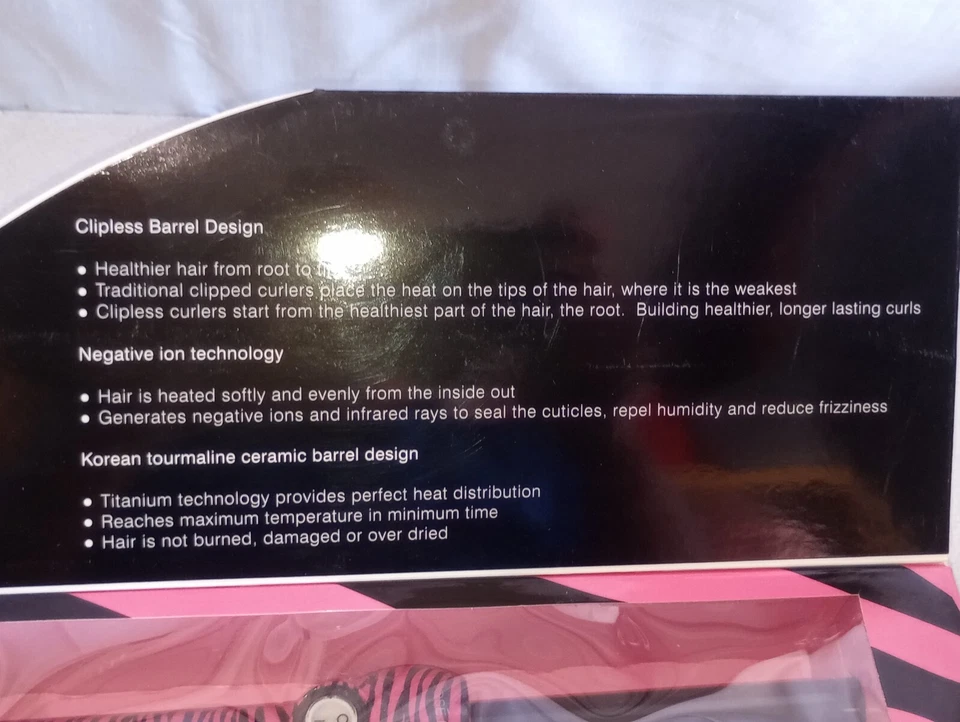 Clipless Barrel Design
• Healthier hair from root to
• Traditional clipped curlers place the heat on the tips of the hair, where it is the weakest
• Clipless curlers start from the healthiest part of the hair, the root. Building healthier, longer lasting curls
Negative ion technology
• Hair is heated softly and evenly from the inside out
• Generates negative ions and infrared rays to seal the cuticles, repel humidity and reduce frizziness
Korean tourmaline ceramic barrel design
• Titanium technology provides perfect heat distribution
• Reaches maximum temperature in minimum time
• Hair is not burned, damaged or over dried